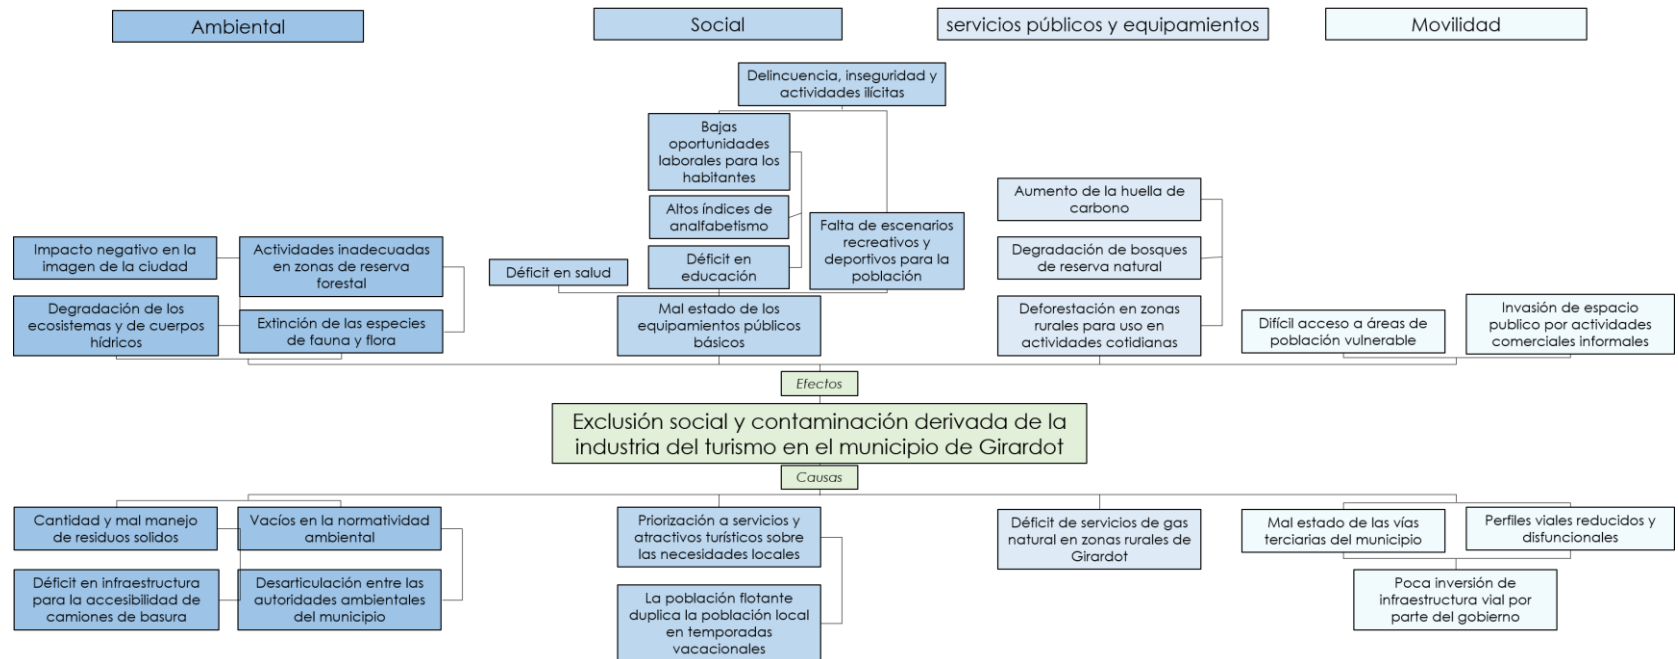 Ambiental
Social
servicios públicos y equipamientos
Movilidad
Delincuencia, inseguridad y
actividades ilícitas
Bajas
oportunidades
laborales para los
habitantes
Altos índices de
analfabetismo
Déficit en
educación
Déficit en salud
Falta de escenarios
recreativos y
deportivos para la
población
Mal estado de los
equipamientos públicos
básicos
Impacto negativo en la
imagen de la ciudad
Actividades inadecuadas
en zonas de reserva
forestal
Degradación de los
ecosistemas y de cuerpos
hídricos
Extinción de las especies
de fauna y flora
Aumento de la huella de
carbono
Degradación de bosques
de reserva natural
Deforestación en zonas
rurales para uso en
actividades cotidianas
Difícil acceso a áreas de
población vulnerable
Invasión de espacio
publico por actividades
comerciales informales
Efectos
Exclusión social y contaminación derivada de la
industria del turismo en el municipio de Girardot
Causas
Cantidad y mal manejo
de residuos solidos
Vacíos en la normatividad
ambiental
Déficit en infraestructura
para la accesibilidad de
camiones de basura
Desarticulación entre las
autoridades ambientales
del municipio
Priorización a servicios y
atractivos turísticos sobre
las necesidades locales
La población flotante
duplica la población local
en temporadas
vacacionales
Déficit de servicios de gas
natural en zonas rurales de
Girardot
Mal estado de las vías
terciarias del municipio
Perfiles viales reducidos y
disfuncionales
Poca inversión de
infraestructura vial por
parte del gobierno